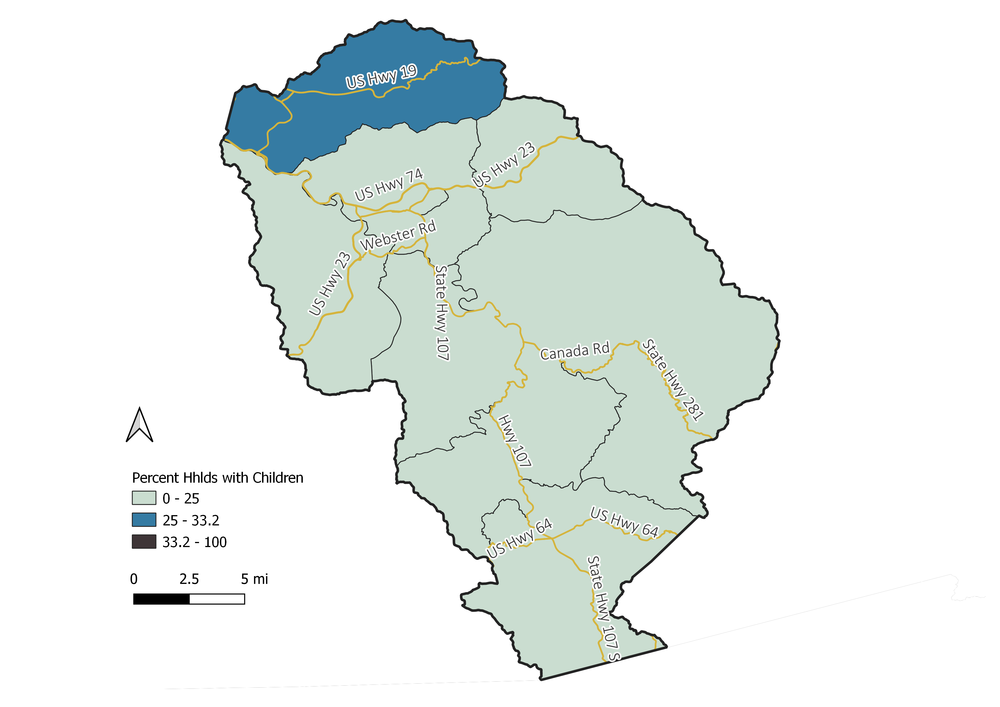 US Hwy 19
US Hwy 23
US Hwy 74
Webster Rd
US Hwy 23
State Hwy 107
Canada Rd
State Hwy 281
Hwy 107
US Hwy 64
US Hwy 64
State Hwy 107 S
Percent Hhlds with Children
0 - 25
25 - 33.2
33.2 - 100
0 2.5 5 mi